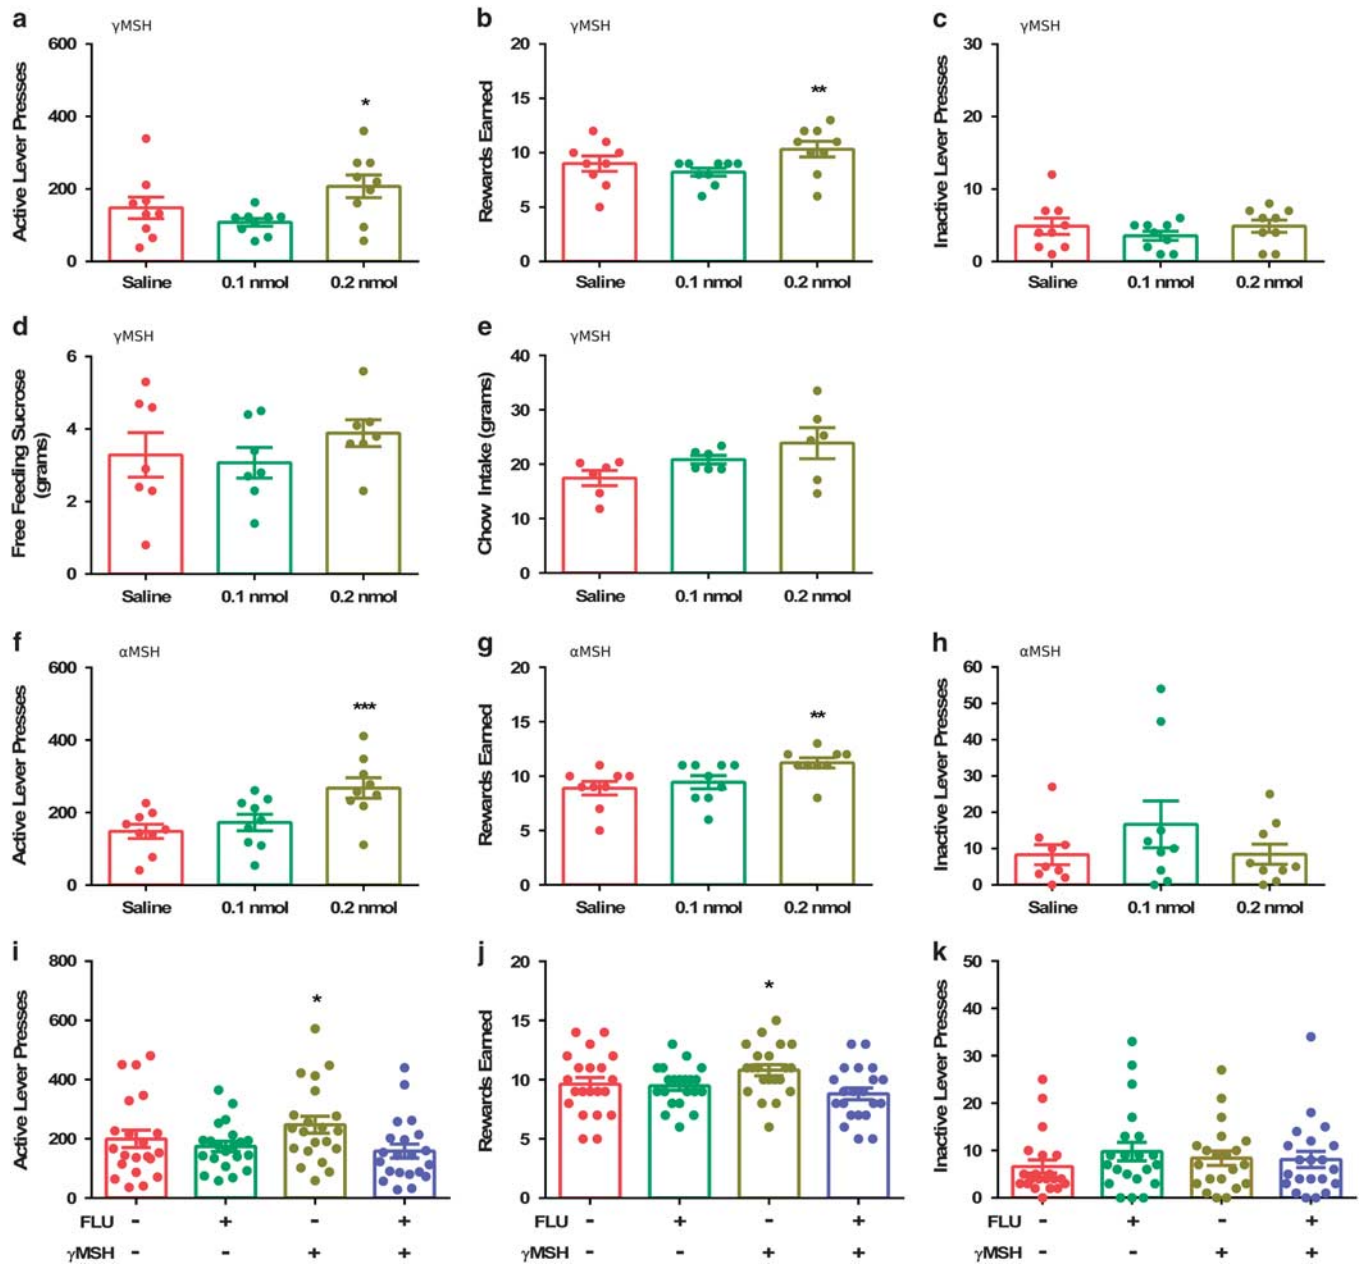 a
γMSH
Active Lever Presses
600
400
200
0
*
Saline 0.1 nmol 0.2 nmol
b
γMSH
Rewards Earned
20
15
10
5
0
**
Saline 0.1 nmol 0.2 nmol
c
γMSH
Inactive Lever Presses
30
20
10
0
Saline 0.1 nmol 0.2 nmol
d
γMSH
Free Feeding Sucrose
(grams)
6
4
2
0
Saline 0.1 nmol 0.2 nmol
e
γMSH
Chow Intake (grams)
40
30
20
10
0
Saline 0.1 nmol 0.2 nmol
f
αMSH
Active Lever Presses
600
400
200
0
***
Saline 0.1 nmol 0.2 nmol
g
αMSH
Rewards Earned
20
15
10
5
0
**
Saline 0.1 nmol 0.2 nmol
h
αMSH
Inactive Lever Presses
60
50
40
30
20
10
0
Saline 0.1 nmol 0.2 nmol
i
Active Lever Presses
800
600
400
200
0
*
FLU - + - +
γMSH - - + +
j
Rewards Earned
20
15
10
5
0
*
FLU - + - +
γMSH - - + +
k
Inactive Lever Presses
50
40
30
20
10
0
FLU - + - +
γMSH - - + +